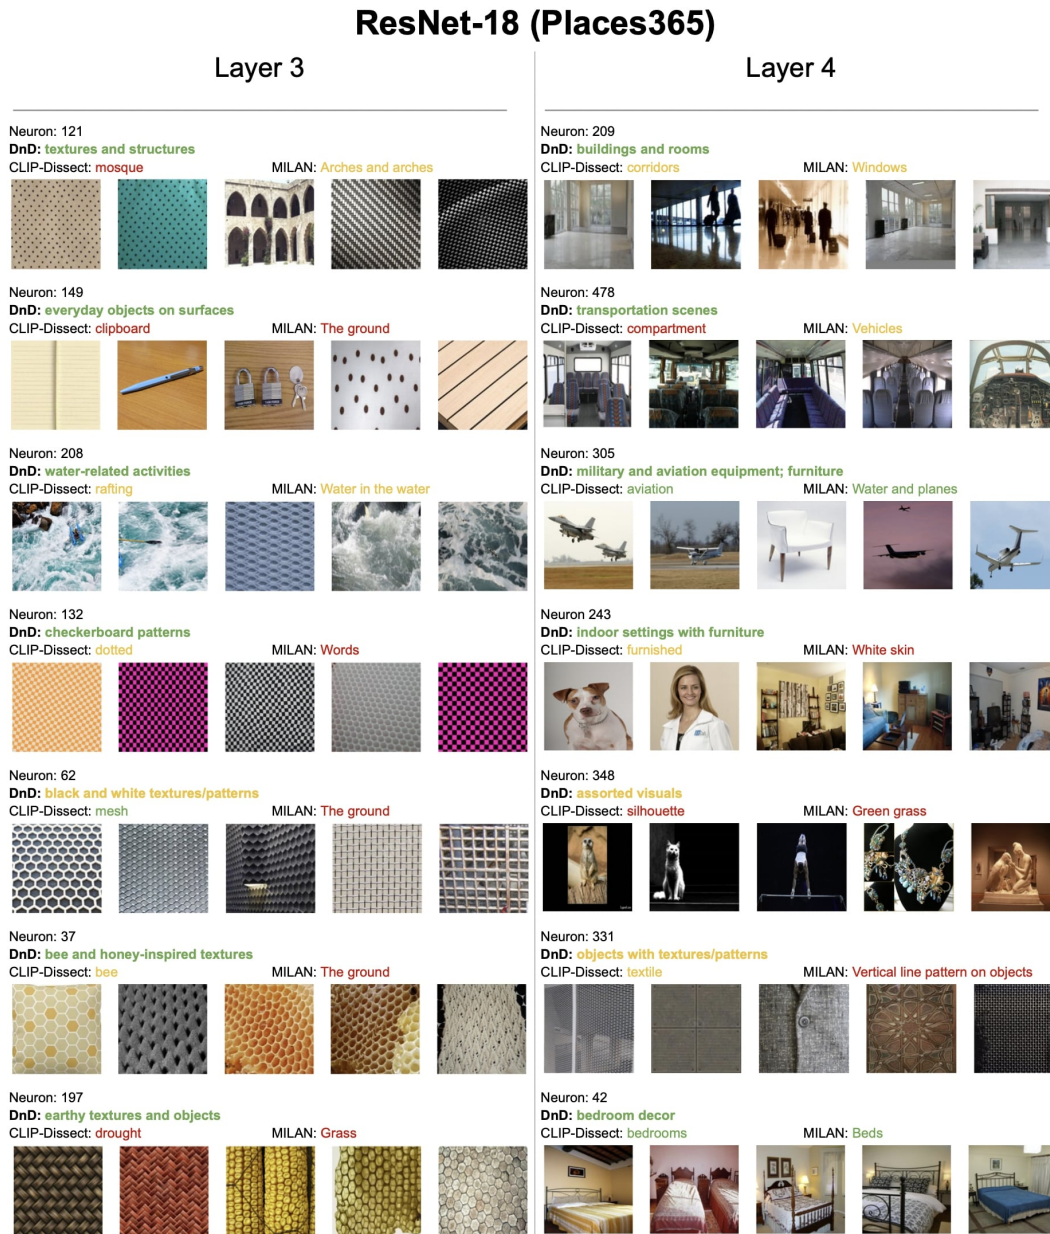 ResNet-18 (Places365)
Layer 3
Neuron: 121
DnD: textures and structures
CLIP-Dissect: mosque MILAN: Arches and arches
Neuron: 149
DnD: everyday objects on surfaces
CLIP-Dissect: clipboard MILAN: The ground
Neuron: 208
DnD: water-related activities
CLIP-Dissect: rafting MILAN: Water in the water
Neuron: 132
DnD: checkerboard patterns
CLIP-Dissect: dotted MILAN: Words
Neuron: 62
DnD: black and white textures/patterns
CLIP-Dissect: mesh MILAN: The ground
Neuron: 37
DnD: bee and honey-inspired textures
CLIP-Dissect: bee MILAN: The ground
Neuron: 197
DnD: earthy textures and objects
CLIP-Dissect: drought MILAN: Grass
Layer 4
Neuron: 209
DnD: buildings and rooms
CLIP-Dissect: corridors MILAN: Windows
Neuron: 478
DnD: transportation scenes
CLIP-Dissect: compartment MILAN: Vehicles
Neuron: 305
DnD: military and aviation equipment; furniture
CLIP-Dissect: aviation MILAN: Water and planes
Neuron 243
DnD: indoor settings with furniture
CLIP-Dissect: furnished MILAN: White skin
Neuron: 348
DnD: assorted visuals
CLIP-Dissect: silhouette MILAN: Green grass
Neuron: 331
DnD: objects with textures/patterns
CLIP-Dissect: textile MILAN: Vertical line pattern on objects
Neuron: 42
DnD: bedroom decor
CLIP-Dissect: bedrooms MILAN: Beds